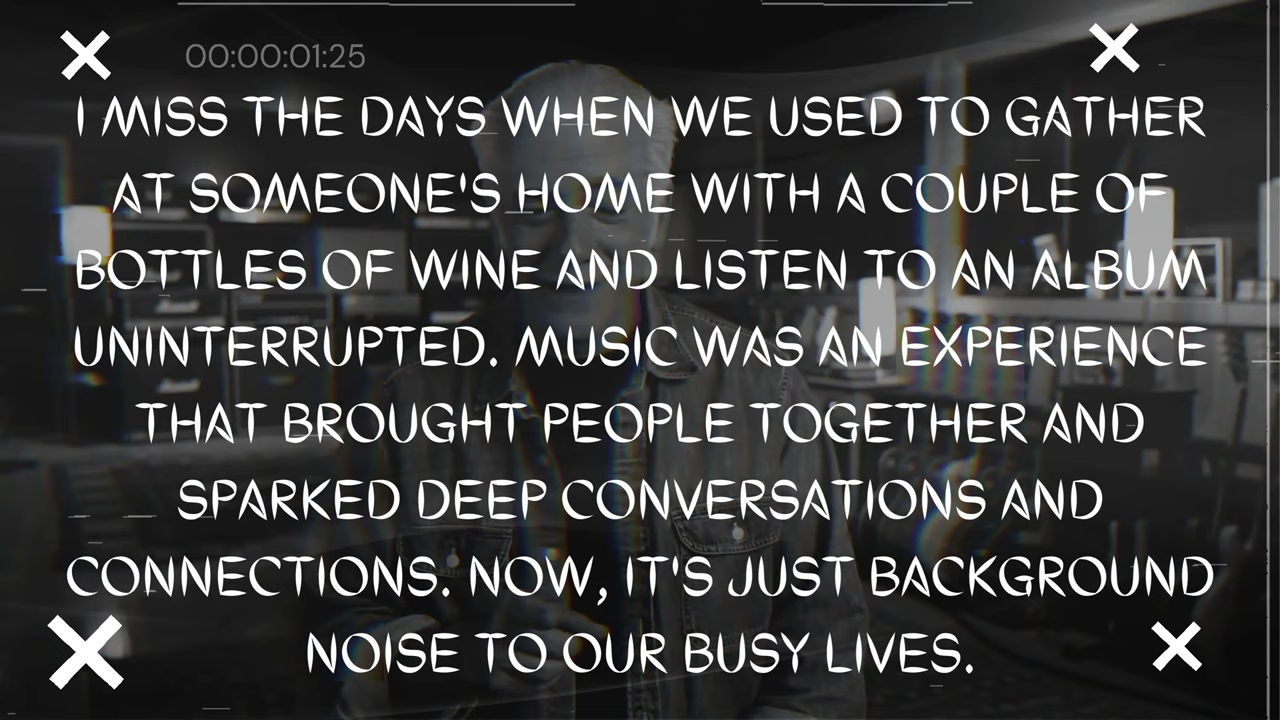 00:00:01:25
I MISS THE DAYS WHEN WE USED TO GATHER
AT SOMEONE'S HOME WITH A COUPLE OF
BOTTLES OF WINE AND LISTEN TO AN ALBUM
UNINTERRUPTED. MUSIC WAS AN EXPERIENCE
THAT BROUGHT PEOPLE TOGETHER AND
SPARKED DEEP CONVERSATIONS AND
CONNECTIONS. NOW, IT'S JUST BACKGROUND
NOISE TO OUR BUSY LIVES.